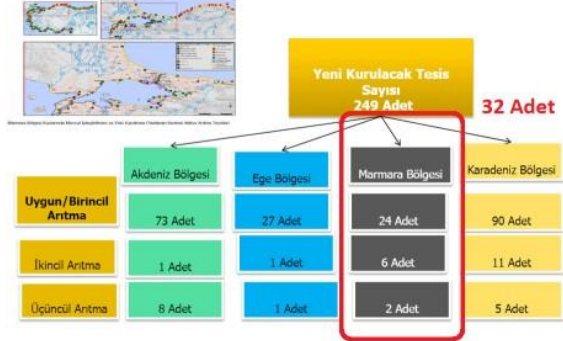 Yeni Kurulacak Tesis
Sayısı
249 Adet
32 Adet
Akdeniz Bölgesi
Ege Bölgesi
Marmara Bölgesi
Karadeniz Bölgesi
Uygun/Birincil
Arıtma
73 Adet
27 Adet
24 Adet
90 Adet
İkincil Arıtma
1 Adet
1 Adet
6 Adet
11 Adet
Üçüncül Arıtma
8 Adet
1 Adet
2 Adet
5 Adet